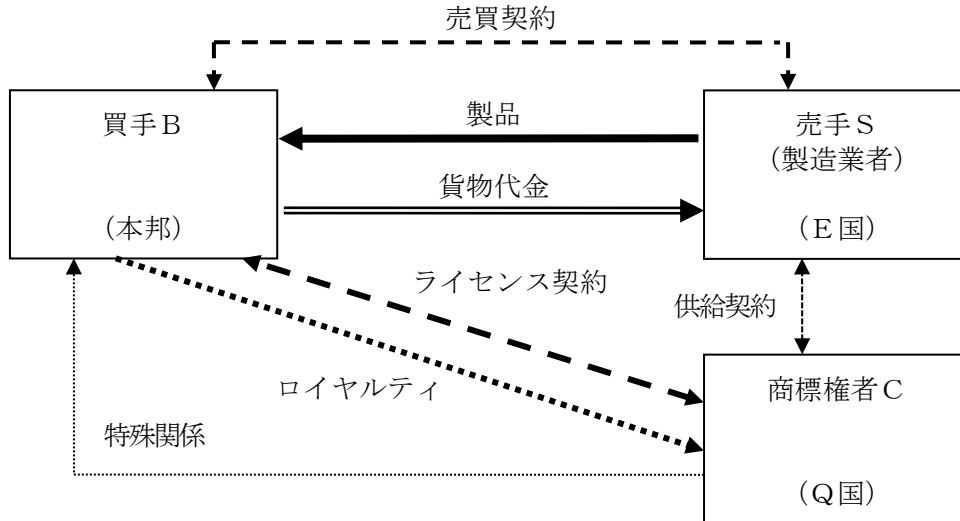 売買契約
買手Ｂ
（本邦）
製品
貨物代金
売手Ｓ
（製造業者）
（Ｅ国）
ライセンス契約
供給契約
ロイヤルティ
特殊関係
商標権者Ｃ
（Ｑ国）